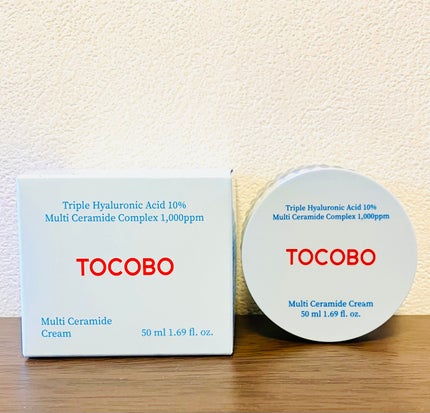 Triple Hyaluronic Acid 10%
Multi Ceramide Complex 1,000ppm
TOCOBO
Multi Ceramide
Cream
50 ml 1.69 fl. oz.
Triple Hyaluronic Acid 10%
Multi Ceramide Complex 1,000ppm
TOCOBO
Multi Ceramide Cream
50 ml 1.69 fl. oz.